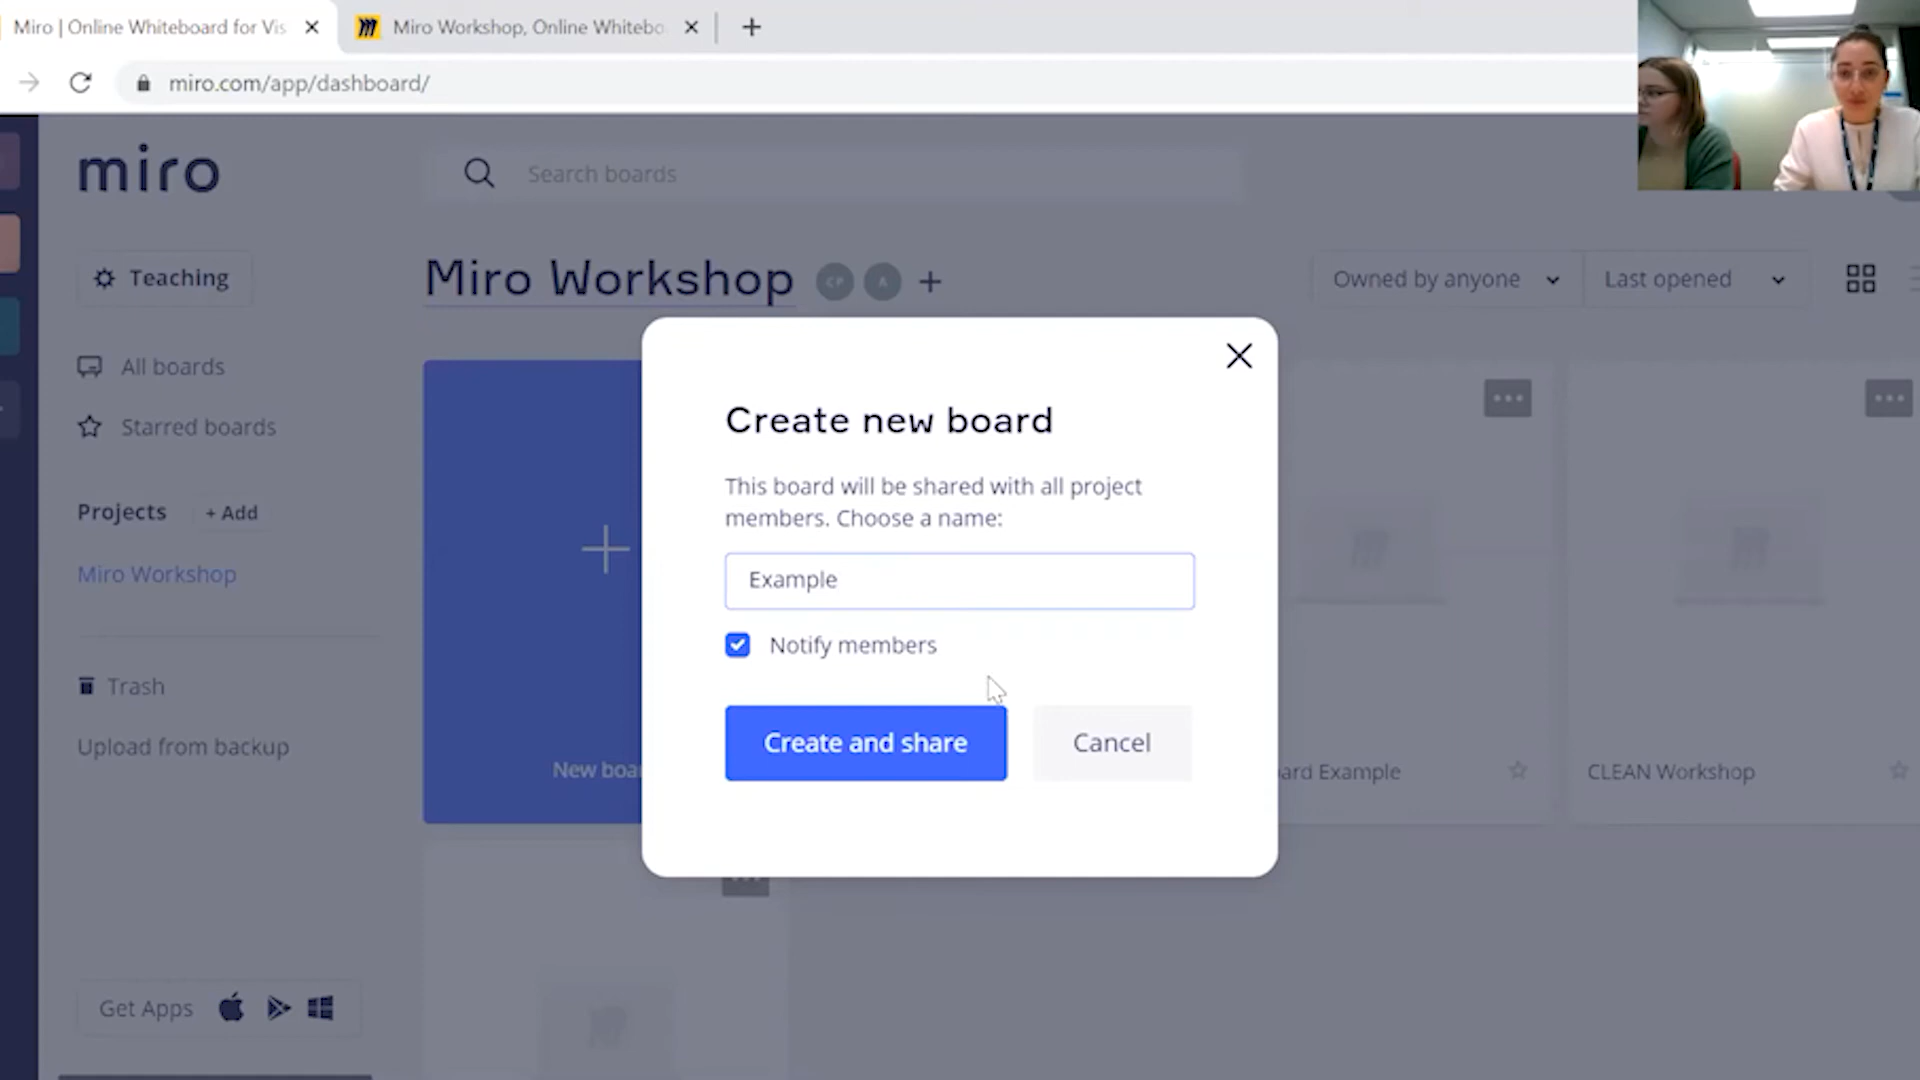 Miro | Online Whiteboard for Vis
Miro Workshop, Online Whitebo
miro.com/app/dashboard/
miro
Search boards
Teaching
Miro Workshop
CP
A
Owned by anyone
Last opened
All boards
Starred boards
Projects
+ Add
Miro Workshop
Trash
Upload from backup
Get Apps
Create new board
This board will be shared with all project
members. Choose a name:
Example
Notify members
Create and share
Cancel
New boar
ard Example
CLEAN Workshop